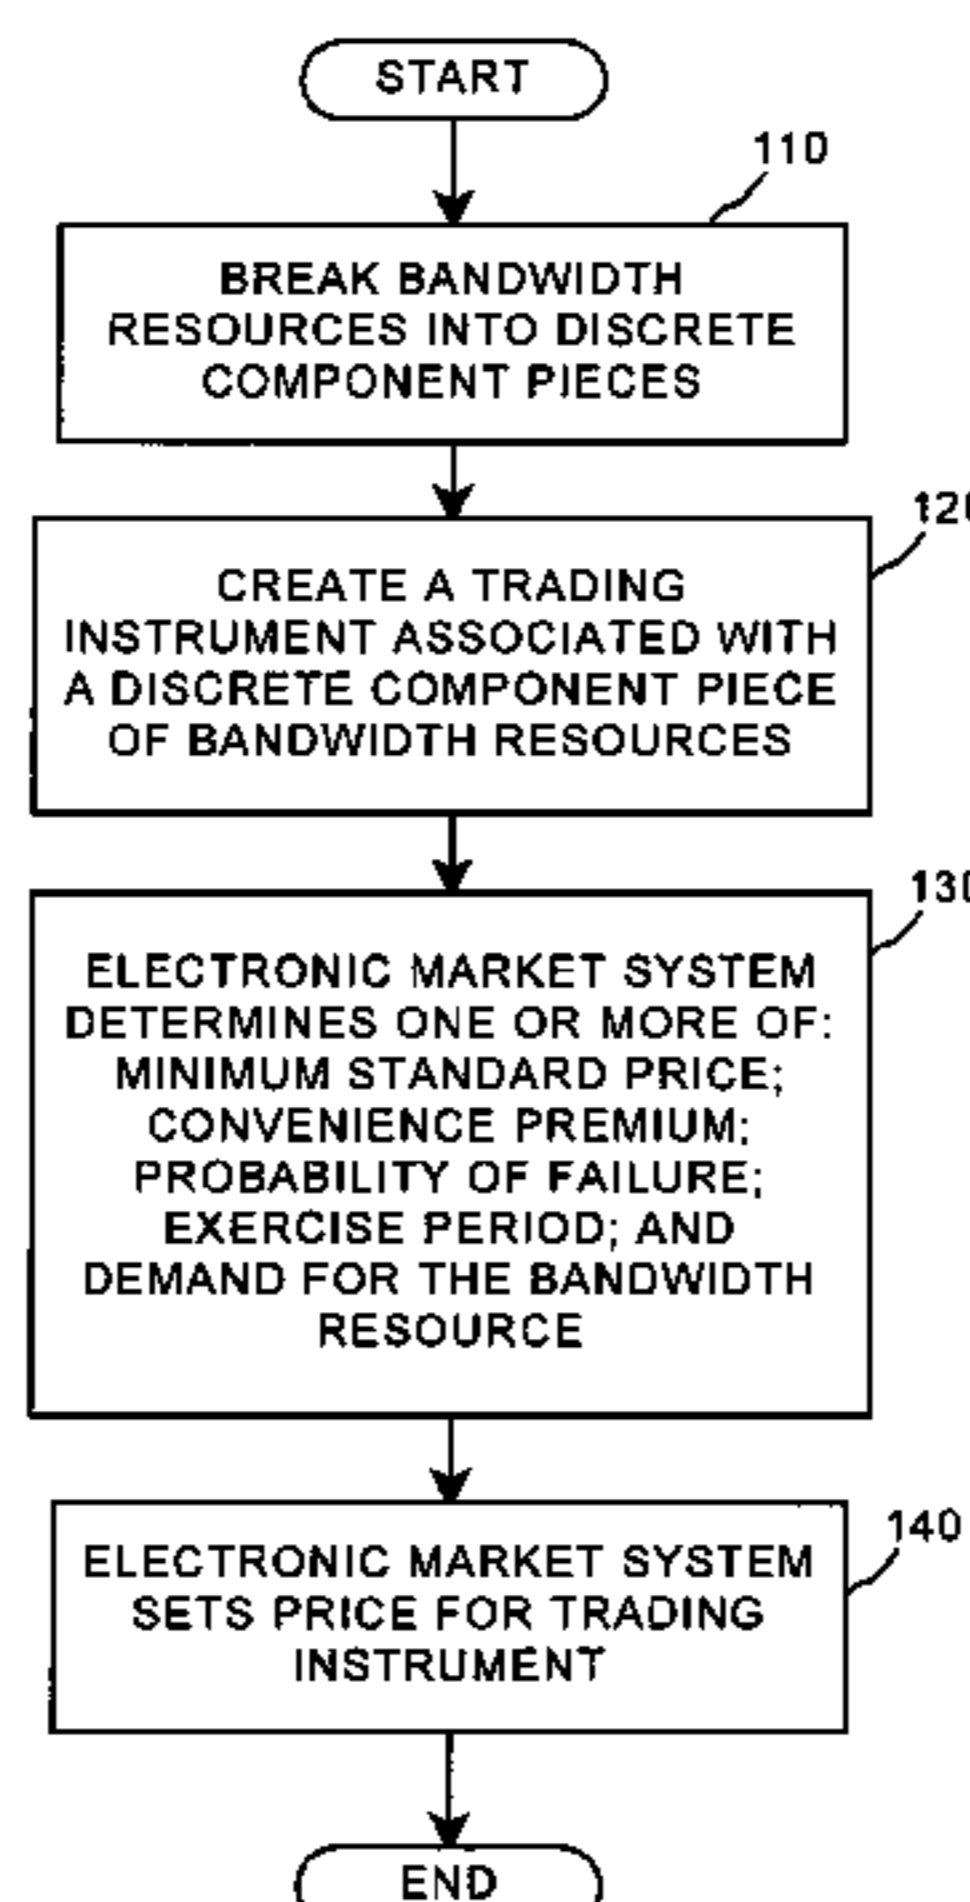 START
110
BREAK BANDWIDTH
RESOURCES INTO DISCRETE
COMPONENT PIECES
120
CREATE A TRADING
INSTRUMENT ASSOCIATED WITH
A DISCRETE COMPONENT PIECE
OF BANDWIDTH RESOURCES
130
ELECTRONIC MARKET SYSTEM
DETERMINES ONE OR MORE OF:
MINIMUM STANDARD PRICE;
CONVENIENCE PREMIUM;
PROBABILITY OF FAILURE;
EXERCISE PERIOD; AND
DEMAND FOR THE BANDWIDTH
RESOURCE
140
ELECTRONIC MARKET SYSTEM
SETS PRICE FOR TRADING
INSTRUMENT
END